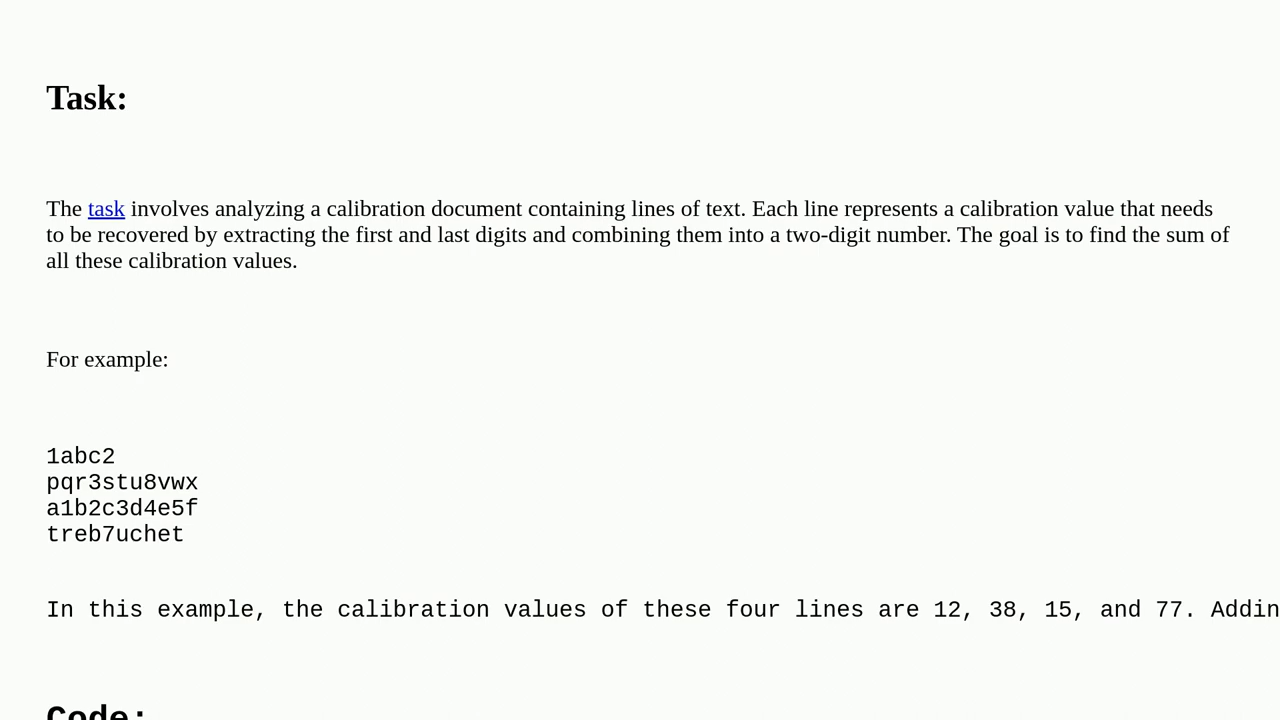 Task:
The task involves analyzing a calibration document containing lines of text. Each line represents a calibration value that needs
to be recovered by extracting the first and last digits and combining them into a two-digit number. The goal is to find the sum of
all these calibration values.
For example:
1abc2
pqr3stu8vwx
a1b2c3d4e5f
treb7uchet
In this example, the calibration values of these four lines are 12, 38, 15, and 77. Addin
Code: